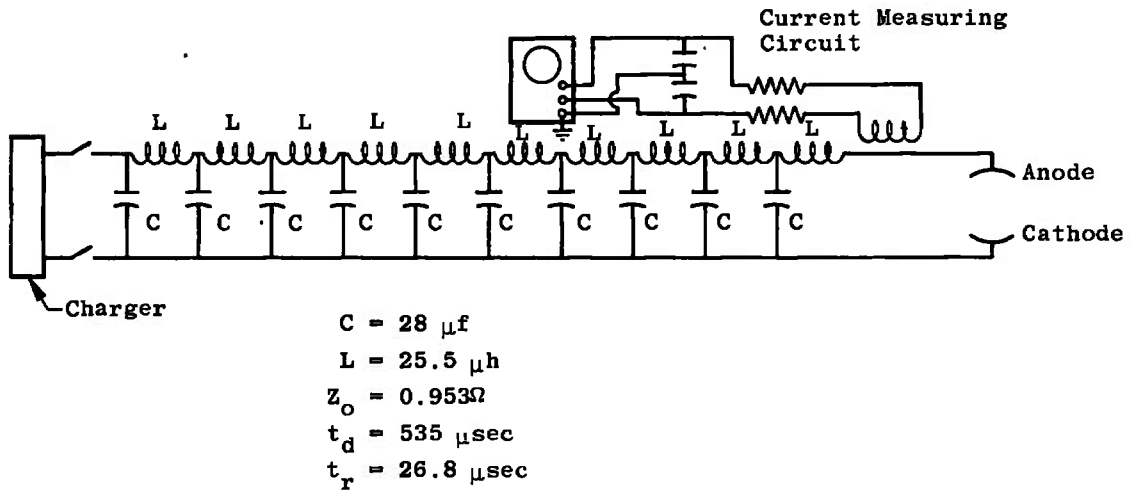 Current Measuring
Circuit
L L L L L L L L L L
Anode
C C C C C C C C C C
Cathode
Charger
C = 28 μf
L = 25.5 μh
Z_o = 0.953Ω
t_d = 535 μsec
t_r = 26.8 μsec